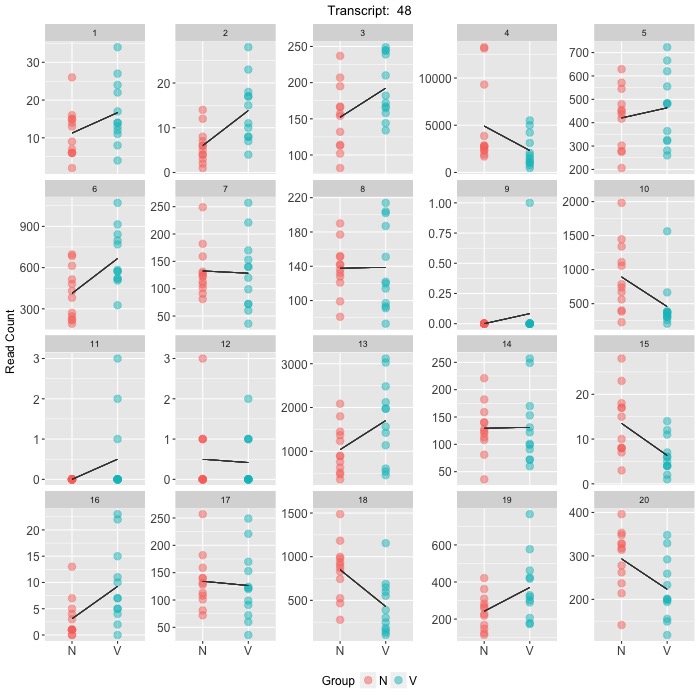 Transcript: 48
1 2 3 4 5
30 20 10
20 10 0
250 200 150 100
10000 5000 0
700 600 500 400 300 200
6 7 8 9 10
900 600 300
250 200 150 100 50
220 180 140 100
1.00 0.75 0.50 0.25 0.00
2000 1500 1000 500
11 12 13 14 15
3 2 1 0
3 2 1 0
3000 2000 1000
250 200 150 100 50
20 10 0
16 17 18 19 20
20 15 10 5 0
250 200 150 100 50
1500 1000 500
600 400 200
400 300 200
N V N V N V N V N V
Read Count
Group N V